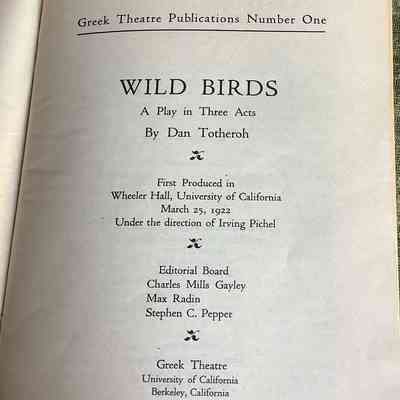 Greek Theatre Publications Number One
WILD BIRDS
A Play in Three Acts
By Dan Totheroh
First Produced in
Wheeler Hall, University of California
March 25, 1922
Under the direction of Irving Pichel
Editorial Board
Charles Mills Gayley
Max Radin
Stephen C. Pepper
Greek Theatre
University of California
Berkeley, California